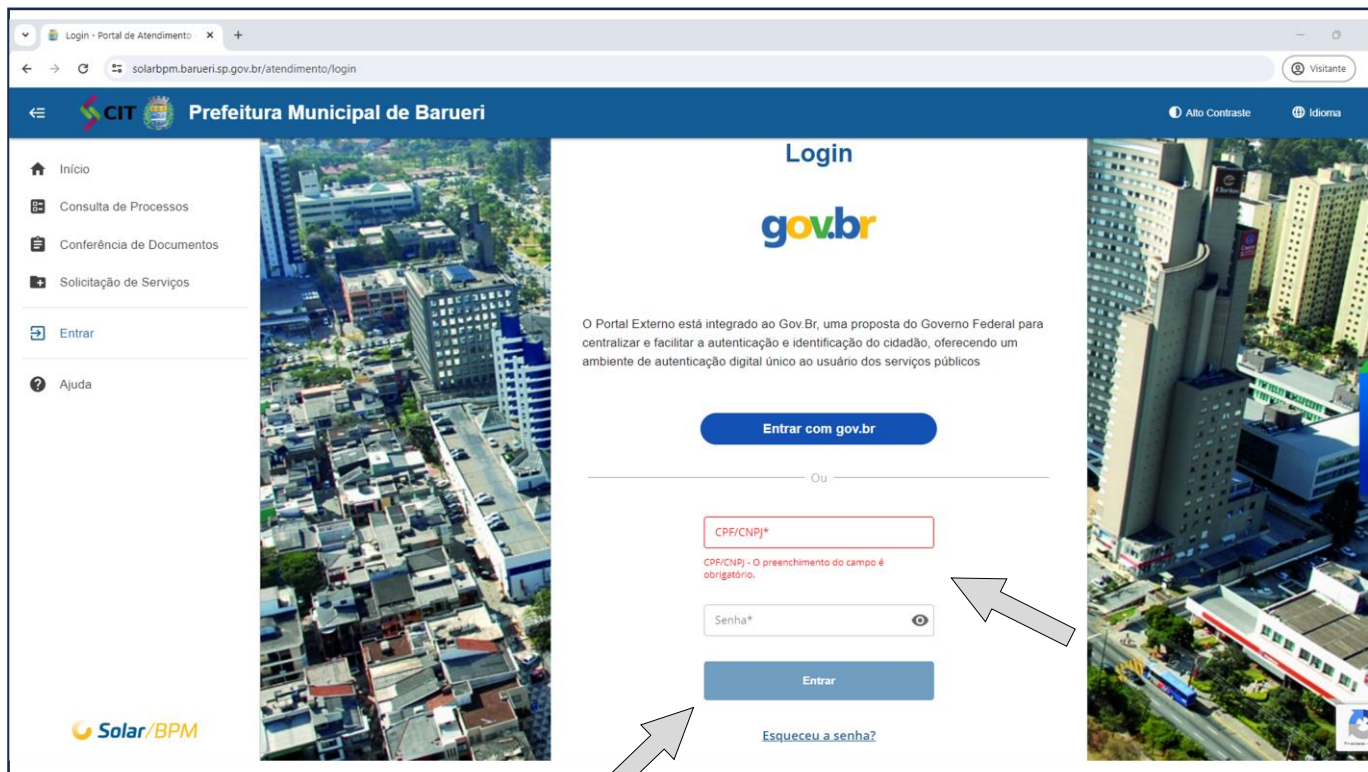 Login - Portal de Atendimento
solarbpm.barueri.sp.gov.br/atendimento/login
Visitante
CIT
Prefeitura Municipal de Barueri
Alto Contraste
Idioma
Início
Consulta de Processos
Conferência de Documentos
Solicitação de Serviços
Entrar
Ajuda
Solar/BPM
Login
gov.br
O Portal Externo está integrado ao Gov.Br, uma proposta do Governo Federal para
centralizar e facilitar a autenticação e identificação do cidadão, oferecendo um
ambiente de autenticação digital único ao usuário dos serviços públicos
Entrar com gov.br
Ou
CPF/CNPJ*
CPF/CNPJ - O preenchimento do campo é
obrigatório.
Senha*
Entrar
Esqueceu a senha?